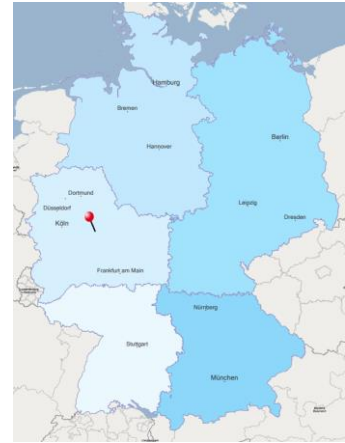 Hamburg
Bremen
Berlin
Hannover
Dortmund
Leipzig
Düsseldorf
Dresden
Köln
Frankfurt am Main
Nürnberg
Stuttgart
München